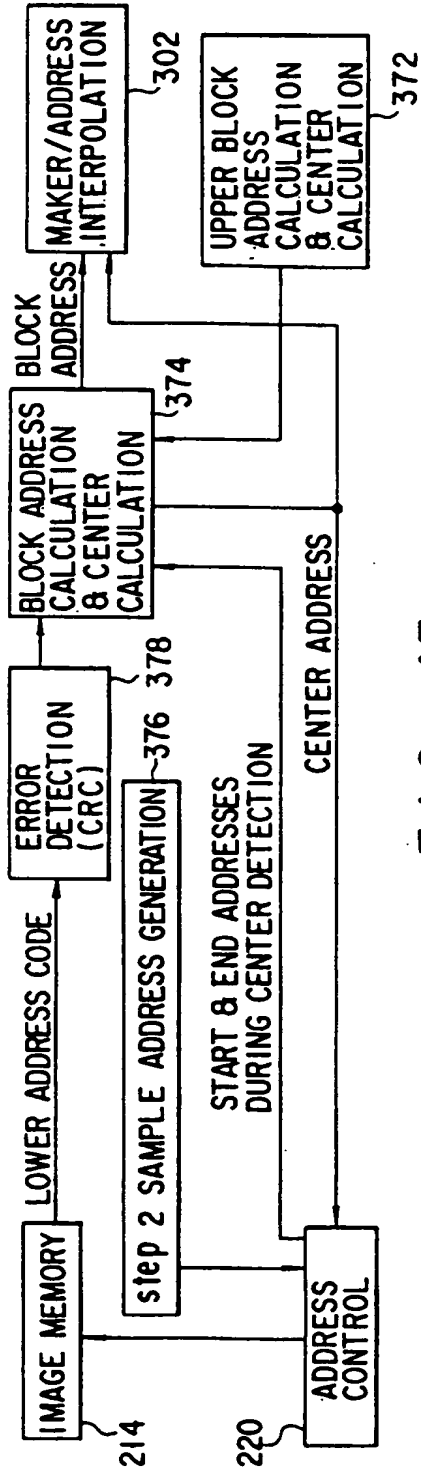 IMAGE MEMORY
214
LOWER ADDRESS CODE
ERROR
DETECTION
(CRC)
378
BLOCK ADDRESS
CALCULATION
& CENTER
CALCULATION
374
BLOCK
ADDRESS
MAKER/ADDRESS
INTERPOLATION
302
step 2 SAMPLE ADDRESS GENERATION
376
UPPER BLOCK
ADDRESS
CALCULATION
& CENTER
CALCULATION
372
START & END ADDRESSES
DURING CENTER DETECTION
CENTER ADDRESS
ADDRESS
CONTROL
220